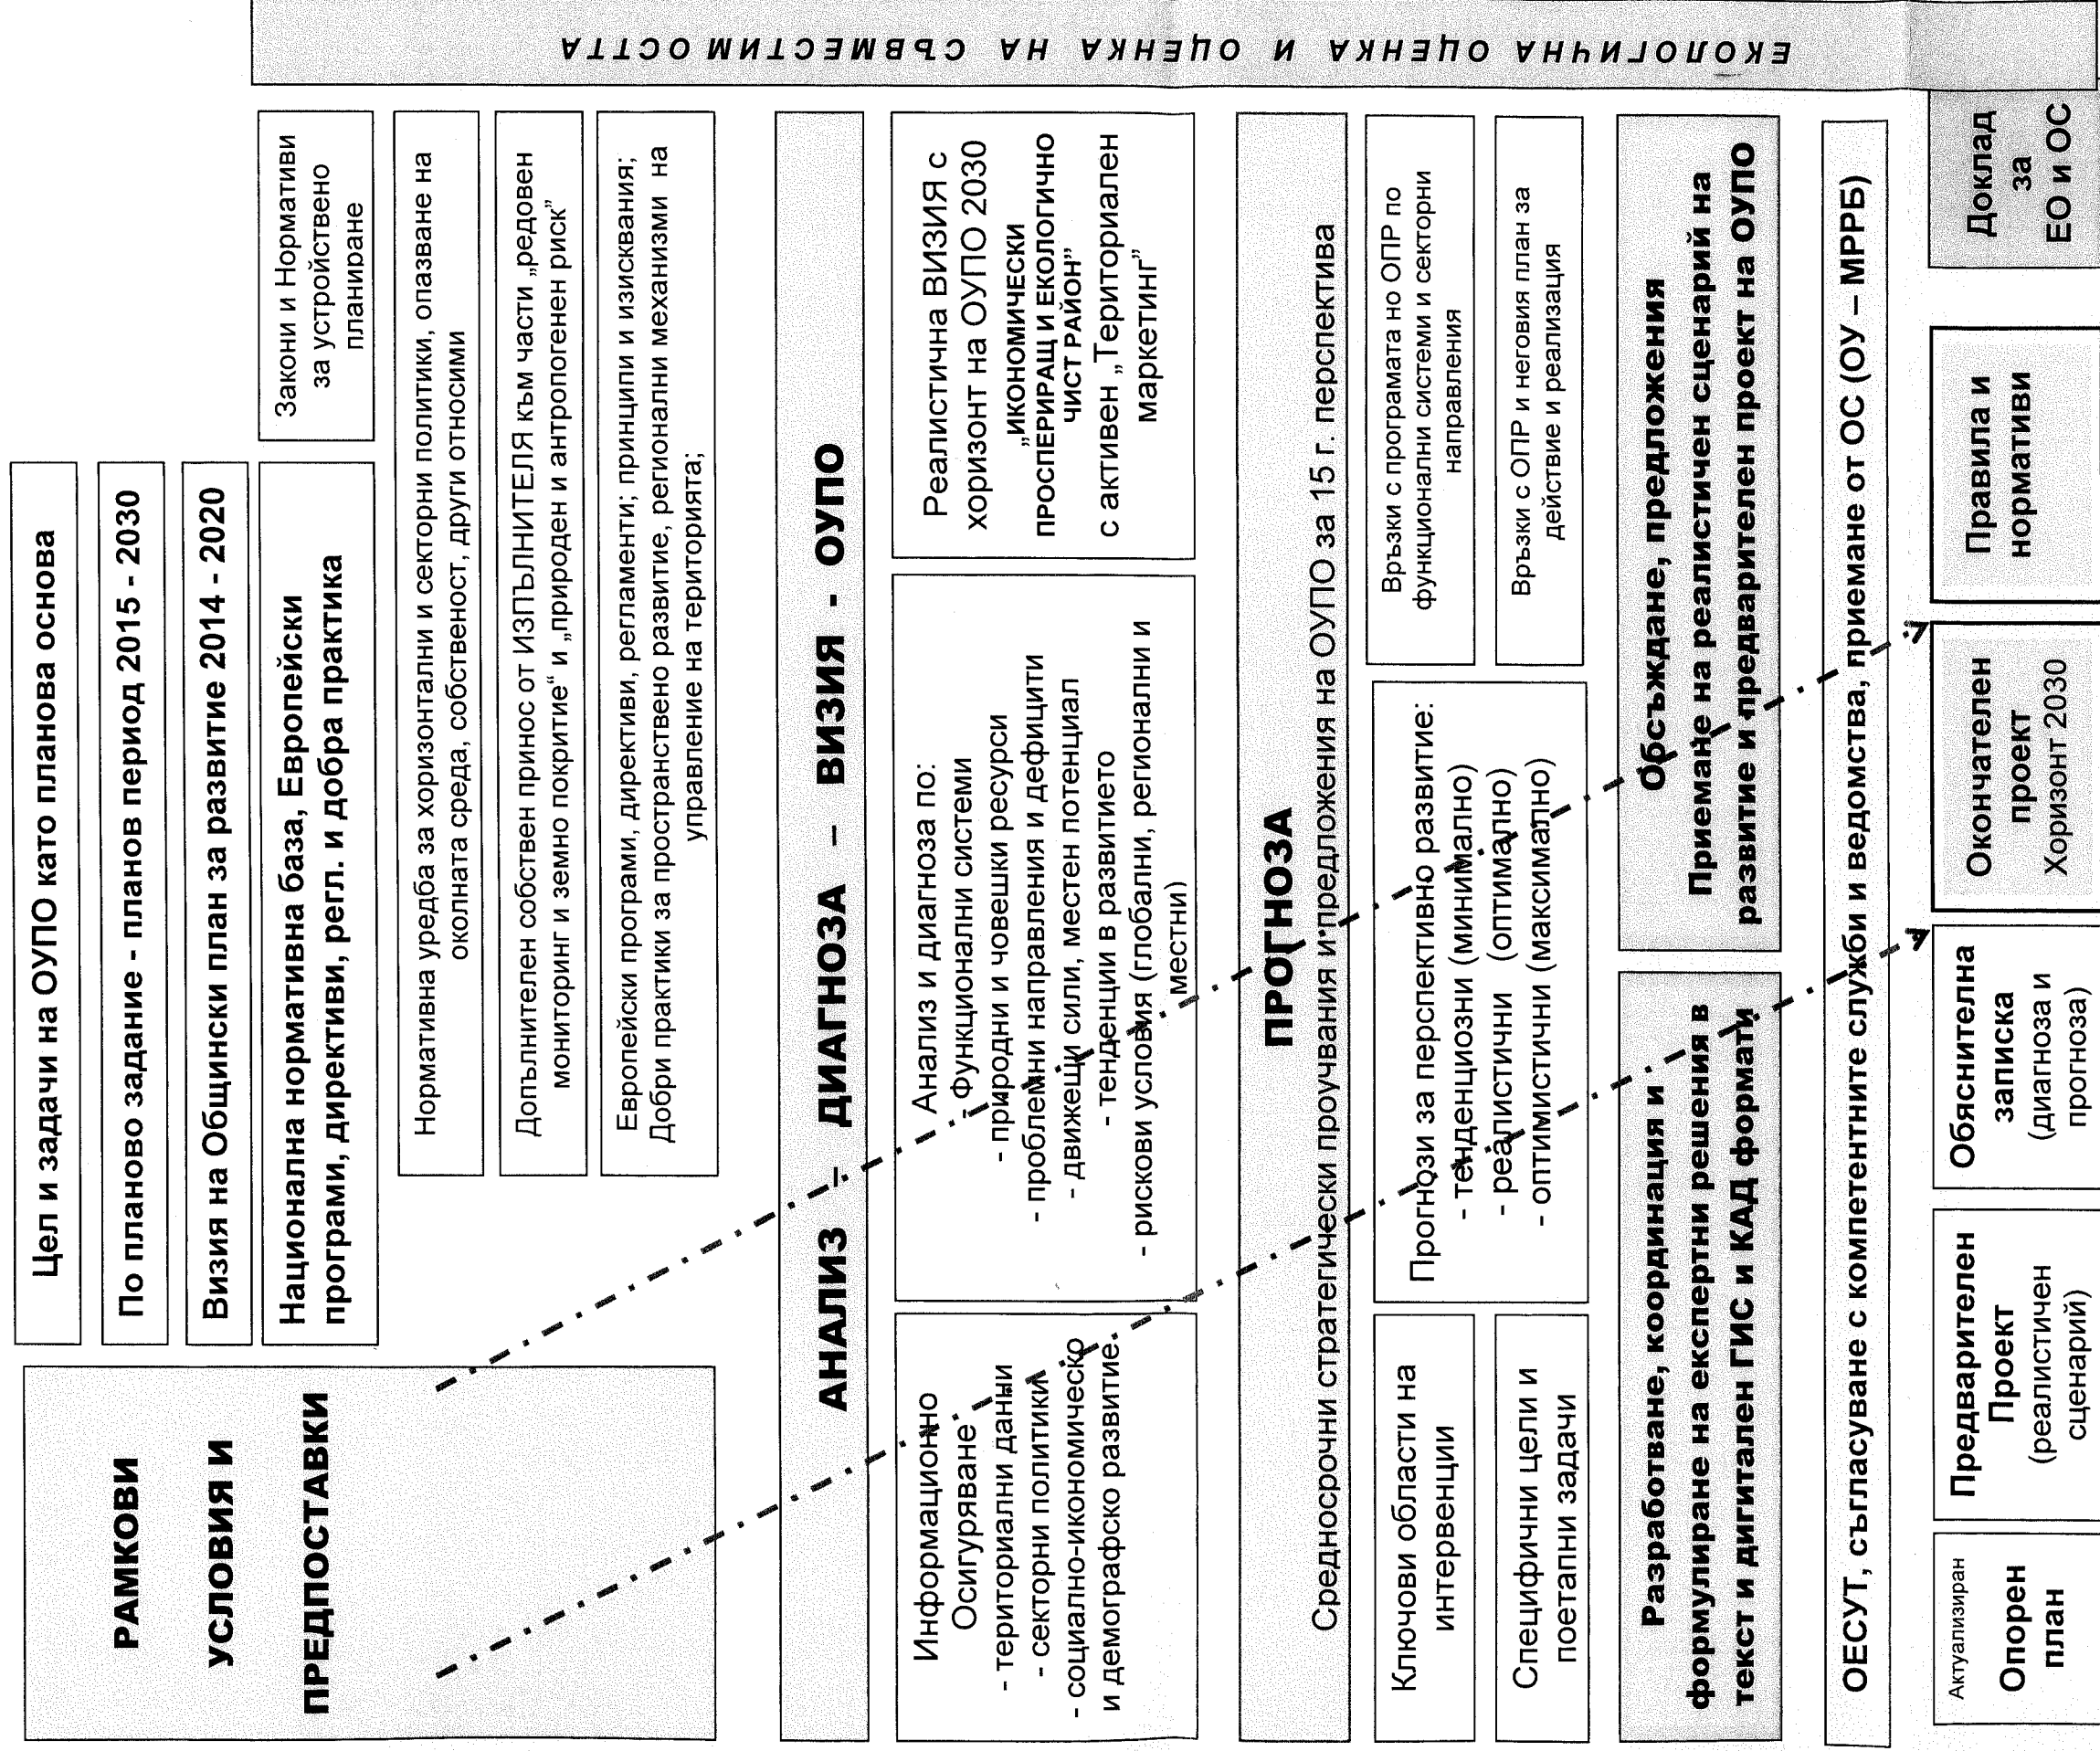 РАМКОВИ
УСЛОВИЯ И
ПРЕДПОСТАВКИ
Цел и задачи на ОУПО като планова основа
По планово задание - планов период 2015 - 2030
Визия на Общински план за развитие 2014 - 2020
Национална нормативна база, Европейски
програми, директиви, регл. и добра практика
Закони и Нормативи
за устройствено
планиране
Нормативна уредба за хоризонтални и секторни политики, опазване на
околната среда, собственост, други относими
Допълнителен собствен принос от ИЗПЪЛНИТЕЛЯ към части „редовен
мониторинг и земно покритие“ и „природен и антропогенен риск”
Европейски програми, директиви, регламенти; принципи и изисквания;
Добри практики за пространствено развитие, регионални механизми на
управление на територията;
АНАЛИЗ – ДИАГНОЗА – ВИЗИЯ - ОУПО
Информационно
Осигуряване
- териториални данни
- секторни политики
- социално-икономическо
и демографско развитие.
Анализ и диагноза по:
- Функционални системи
- природни и човешки ресурси
- проблемни направления и дефицити
- движещи сили, местен потенциал
- тенденции в развитието
- рискови условия (глобални, регионални и
местни)
Реалистична ВИЗИЯ с
хоризонт на ОУПО 2030
„ИКОНОМИЧЕСКИ
ПРОСПЕРИРАЩ И ЕКОЛОГИЧНО
ЧИСТ РАЙОН”
с активен „Териториален
маркетинг”
ПРОГНОЗА
Средносрочни стратегически проучвания и предложения на ОУПО за 15 г. перспектива
Ключови области на
интервенции
Специфични цели и
поетапни задачи
Прогнози за перспективно развитие:
- тенденциозни (минимално)
- реалистични (оптимално)
- оптимистични (максимално)
Връзки с програмата но ОПР по
функционални системи и секторни
направления
Връзки с ОПР и неговия план за
действие и реализация
Разработване, координация и
формулиране на експертни решения в
текст и дигитален ГИС и КАД формати
Обсъждане, предложения
Приемане на реалистичен сценарий на
развитие и предварителен проект на ОУПО
ОЕСУТ, съгласуване с компетентните служби и ведомства, приемане от ОС (ОУ – МРРБ)
Актуализиран
Опорен
план
Предварителен
Проект
(реалистичен
сценарий)
Обяснителна
записка
(диагноза и
прогноза)
Окончателен
проект
Хоризонт 2030
Правила и
нормативи
Доклад
за
ЕО и ОС
ЕКОЛОГИЧНА ОЦЕНКА И ОЦЕНКА НА СЪВМЕСТИМОСТТА